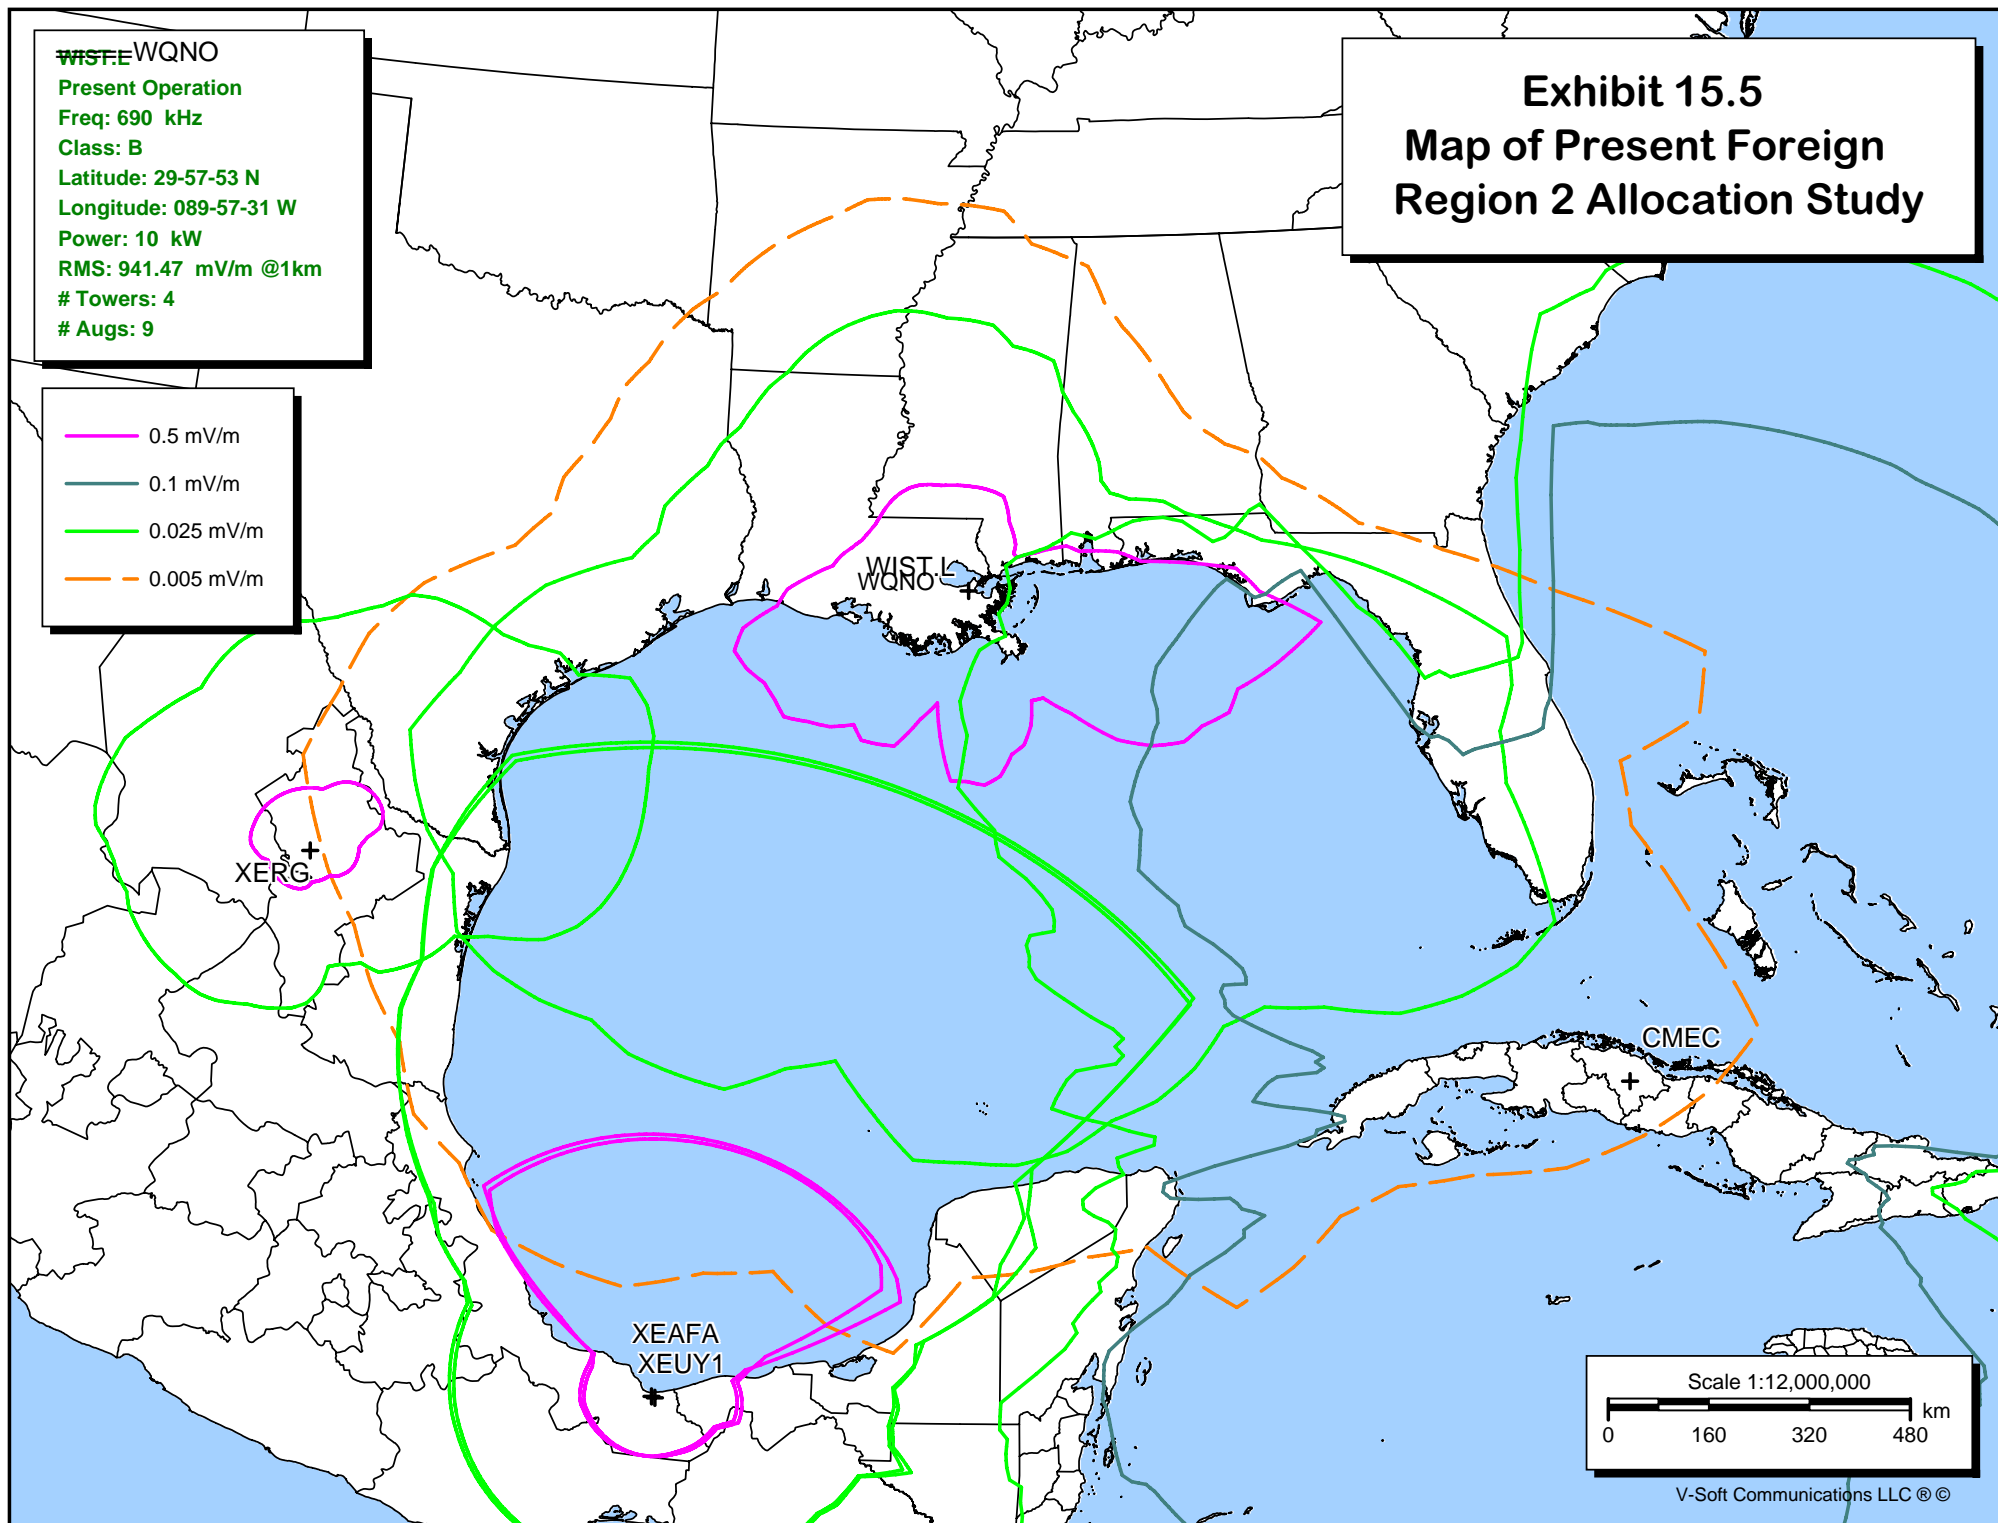 WIST.L WQNO
Present Operation
Freq: 690 kHz
Class: B
Latitude: 29-57-53 N
Longitude: 089-57-31 W
Power: 10 kW
RMS: 941.47 mV/m @1km
# Towers: 4
# Augs: 9
Exhibit 15.5
Map of Present Foreign
Region 2 Allocation Study
0.5 mV/m
0.1 mV/m
0.025 mV/m
0.005 mV/m
WIST.L
WQNO
XERG
CMEC
XEAFA
XEUY1
Scale 1:12,000,000
km
0 160 320 480
V-Soft Communications LLC ® ©